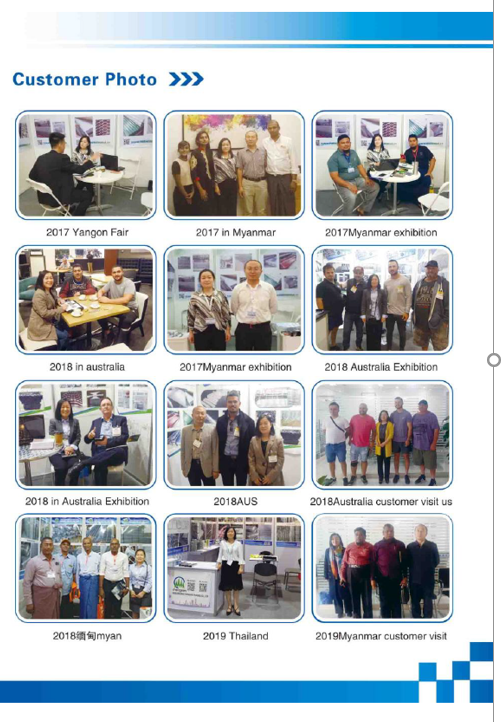 Customer Photo
2017 Yangon Fair
2017 in Myanmar
2017Myanmar exhibition
2018 in australia
2017Myanmar exhibition
2018 Australia Exhibition
2018 in Australia Exhibition
2018AUS
2018Australia customer visit us
2018缅甸myan
2019 Thailand
2019Myanmar customer visit